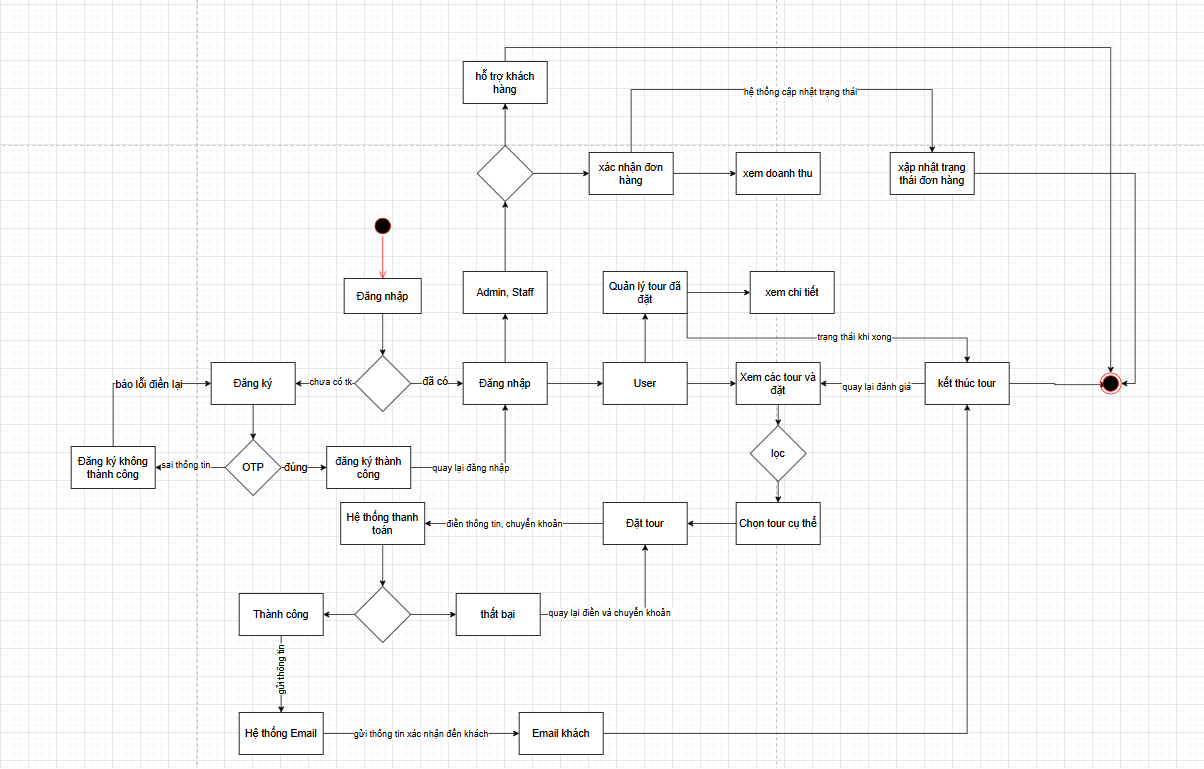 hỗ trợ khách
hàng
hệ thống cập nhật trạng thái
xác nhận đơn
hàng
xem doanh thu
xập nhật trạng
thái đơn hàng
Đăng nhập
Admin, Staff
Quản lý tour đã
đặt
xem chi tiết
trạng thái khi xong
báo lỗi điền lại
Đăng ký
chưa có tk
đã có
Đăng nhập
User
Xem các tour và
đặt
quay lại đánh giá
kết thúc tour
Đăng ký không
thành công
sai thông tin
OTP
đúng
đăng ký thành
công
quay lại đăng nhập
lọc
Hệ thống thanh
toán
điền thông tin, chuyển khoản
Đặt tour
Chọn tour cụ thể
Thành công
thất bại
quay lại điền và chuyển khoản
gửi thông tin
Hệ thống Email
gửi thông tin xác nhận đến khách
Email khách